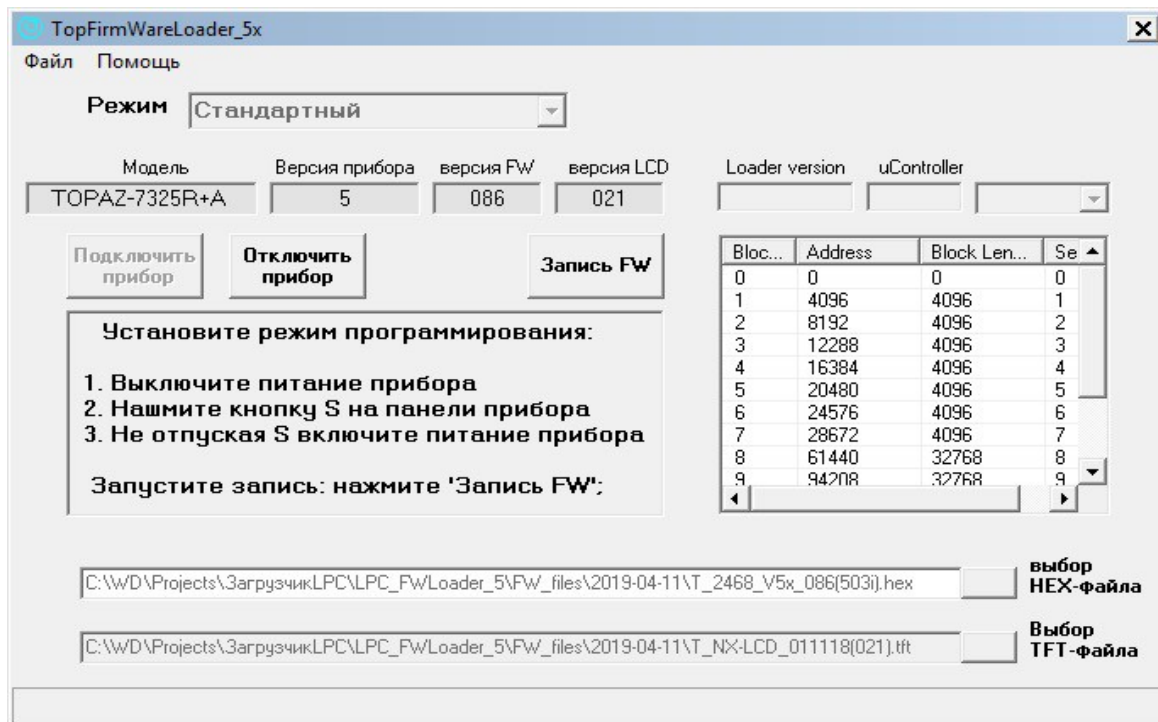 TopFirmWareLoader_5x
Файл Помощь
Режим Стандартный
Модель Версия прибора версия FW версия LCD Loader version uController
TOPAZ-7325R+A 5 086 021
Подключить прибор
Отключить прибор
Запись FW
Установите режим программирования:
1. Выключите питание прибора
2. Нашмите кнопку S на панели прибора
3. Не отпуская S включите питание прибора
Запустите запись: нажмите 'Запись FW';
Bloc... Address Block Len... Se
0 0 0 0
1 4096 4096 1
2 8192 4096 2
3 12288 4096 3
4 16384 4096 4
5 20480 4096 5
6 24576 4096 6
7 28672 4096 7
8 61440 32768 8
9 94208 32768 9
C:\WD\Projects\ЗагрузчикLPC\LPC_FWLoader_5\FW_files\2019-04-11\T_2468_V5x_086(503i).hex
выбор
HEX-файла
C:\WD\Projects\ЗагрузчикLPC\LPC_FWLoader_5\FW_files\2019-04-11\T_NX-LCD_011118(021).tft
Выбор
TFT-файла